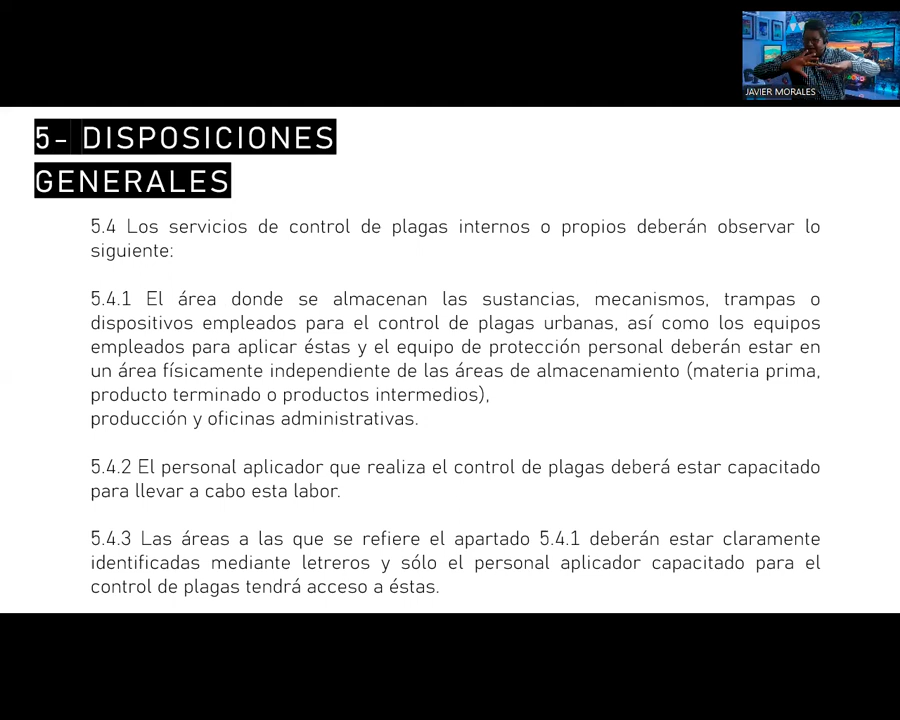 JAVIER MORALES
5- DISPOSICIONES
GENERALES
5.4 Los servicios de control de plagas internos o propios deberán observar lo
siguiente:
5.4.1 El área donde se almacenan las sustancias, mecanismos, trampas o
dispositivos empleados para el control de plagas urbanas, así como los equipos
empleados para aplicar éstas y el equipo de protección personal deberán estar en
un área físicamente independiente de las áreas de almacenamiento (materia prima,
producto terminado o productos intermedios),
producción y oficinas administrativas.
5.4.2 El personal aplicador que realiza el control de plagas deberá estar capacitado
para llevar a cabo esta labor.
5.4.3 Las áreas a las que se refiere el apartado 5.4.1 deberán estar claramente
identificadas mediante letreros y sólo el personal aplicador capacitado para el
control de plagas tendrá acceso a éstas.